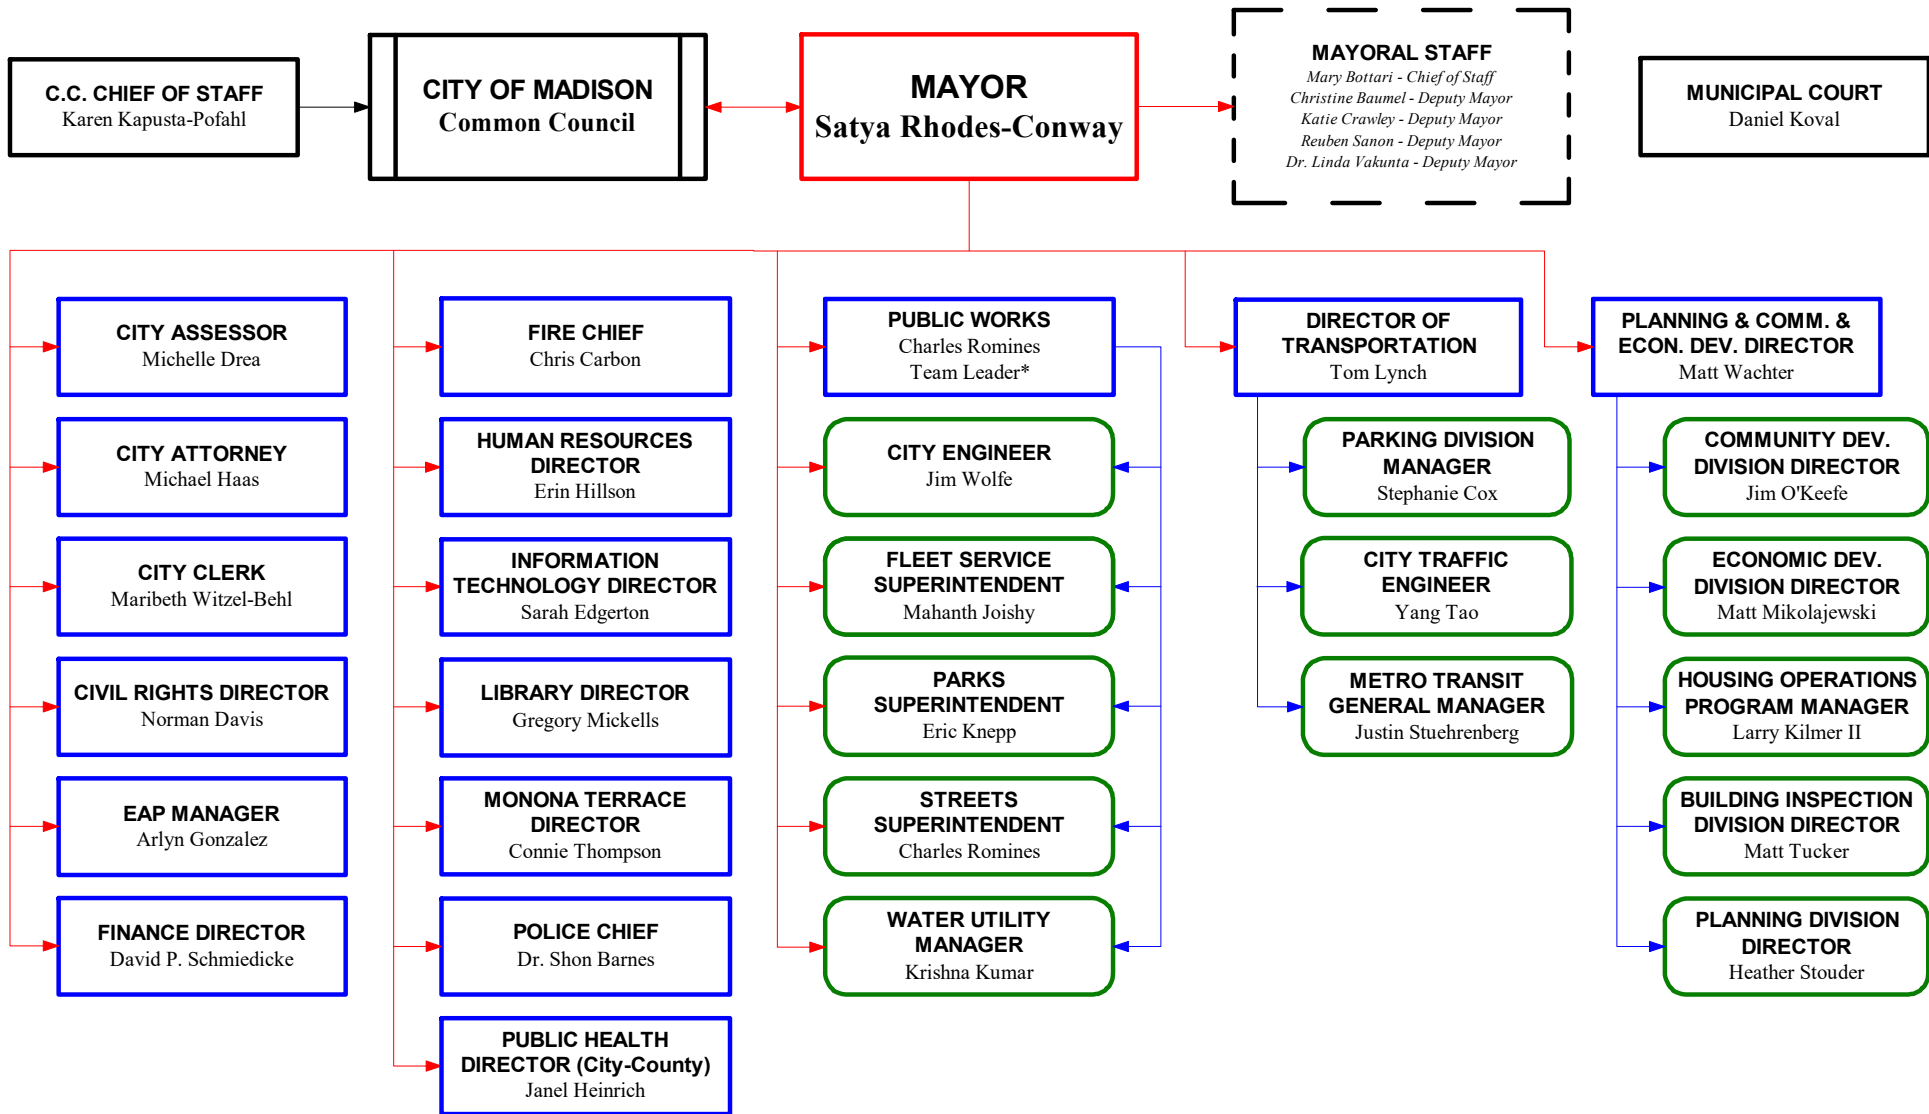 C.C. CHIEF OF STAFF
Karen Kapusta-Pofahl
CITY OF MADISON
Common Council
MAYOR
Satya Rhodes-Conway
MAYORAL STAFF
Mary Bottari - Chief of Staff
Christine Baumel - Deputy Mayor
Katie Crawley - Deputy Mayor
Reuben Sanon - Deputy Mayor
Dr. Linda Vakunta - Deputy Mayor
MUNICIPAL COURT
Daniel Koval
CITY ASSESSOR
Michelle Drea
CITY ATTORNEY
Michael Haas
CITY CLERK
Maribeth Witzel-Behl
CIVIL RIGHTS DIRECTOR
Norman Davis
EAP MANAGER
Arlyn Gonzalez
FINANCE DIRECTOR
David P. Schmiedicke
FIRE CHIEF
Chris Carbon
HUMAN RESOURCES
DIRECTOR
Erin Hillson
INFORMATION
TECHNOLOGY DIRECTOR
Sarah Edgerton
LIBRARY DIRECTOR
Gregory Mickells
MONONA TERRACE
DIRECTOR
Connie Thompson
POLICE CHIEF
Dr. Shon Barnes
PUBLIC HEALTH
DIRECTOR (City-County)
Janel Heinrich
PUBLIC WORKS
Charles Romines
Team Leader*
CITY ENGINEER
Jim Wolfe
FLEET SERVICE
SUPERINTENDENT
Mahanth Joishy
PARKS
SUPERINTENDENT
Eric Knepp
STREETS
SUPERINTENDENT
Charles Romines
WATER UTILITY
MANAGER
Krishna Kumar
DIRECTOR OF
TRANSPORTATION
Tom Lynch
PARKING DIVISION
MANAGER
Stephanie Cox
CITY TRAFFIC
ENGINEER
Yang Tao
METRO TRANSIT
GENERAL MANAGER
Justin Stuehrenberg
PLANNING & COMM. &
ECON. DEV. DIRECTOR
Matt Wachter
COMMUNITY DEV.
DIVISION DIRECTOR
Jim O'Keefe
ECONOMIC DEV.
DIVISION DIRECTOR
Matt Mikolajewski
HOUSING OPERATIONS
PROGRAM MANAGER
Larry Kilmer II
BUILDING INSPECTION
DIVISION DIRECTOR
Matt Tucker
PLANNING DIVISION
DIRECTOR
Heather Stouder